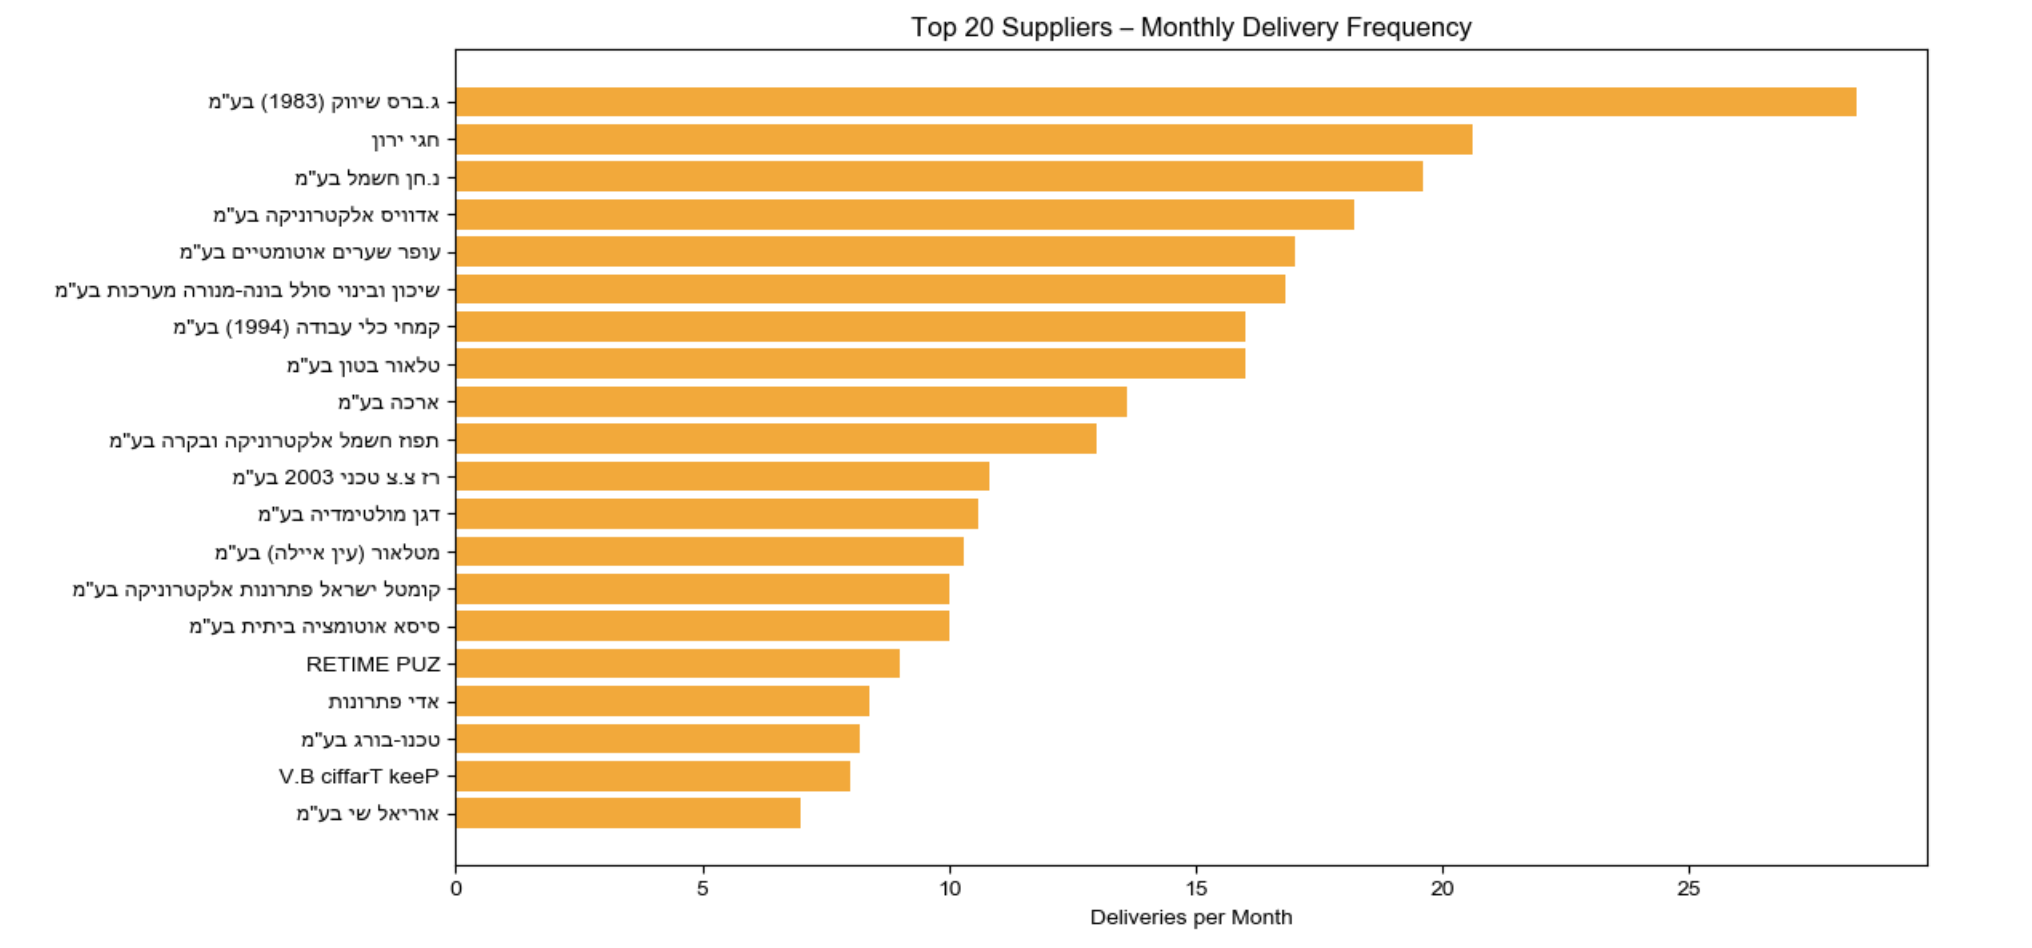 Top 20 Suppliers – Monthly Delivery Frequency
ג.ברס שיווק (1983) בע"מ
חגי ירון
נ.חן חשמל בע"מ
אדוויס אלקטרוניקה בע"מ
עופר שערים אוטומטיים בע"מ
שיכון ובינוי סולל בונה-מנורה מערכות בע"מ
קמחי כלי עבודה (1994) בע"מ
טלאור בטון בע"מ
ארכה בע"מ
תפוז חשמל אלקטרוניקה ובקרה בע"מ
רז צ.צ טכני 2003 בע"מ
דגן מולטימדיה בע"מ
מטלאור (עין איילה) בע"מ
קומטל ישראל פתרונות אלקטרוניקה בע"מ
סיסא אוטומציה ביתית בע"מ
RETIME PUZ
אדי פתרונות
טכנו-בורג בע"מ
V.B ciffarT keeP
אוריאל שי בע"מ
0 5 10 15 20 25
Deliveries per Month